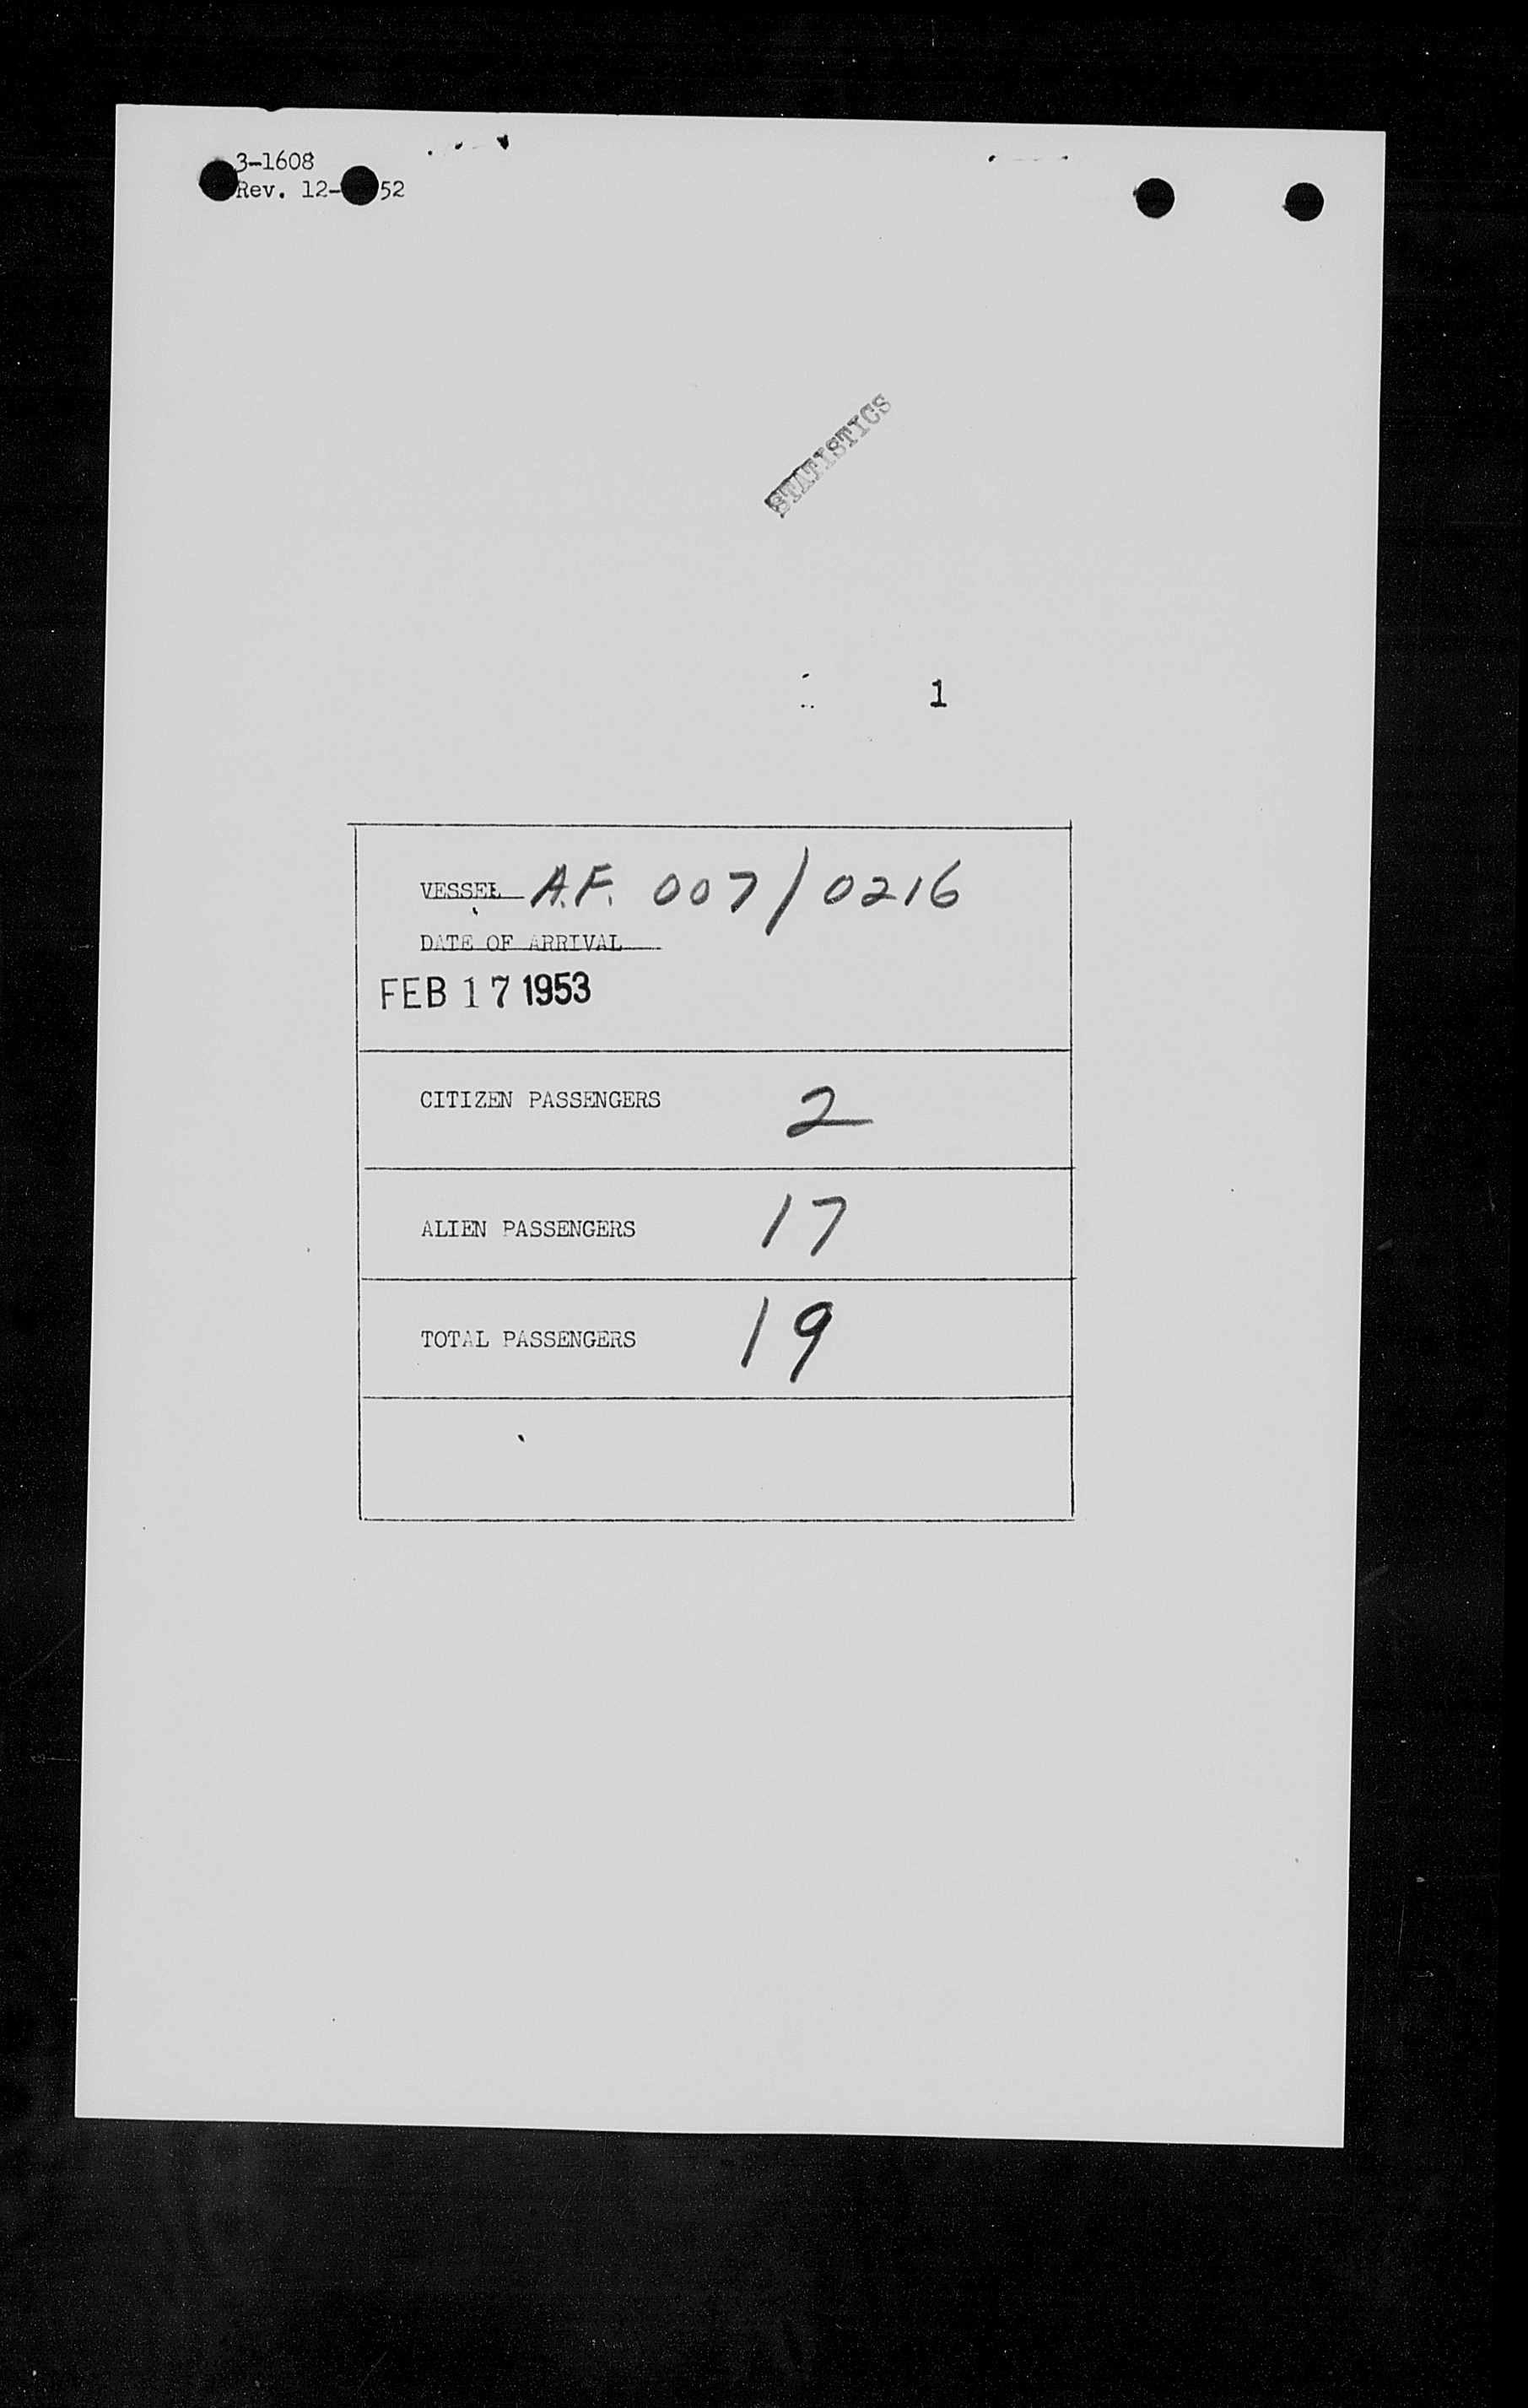 3-1608
Rev. 12- 52
STATISTICS
1
VESSEL A.F. 007/0216
DATE OF ARRIVAL
FEB 17 1953
CITIZEN PASSENGERS 2
ALIEN PASSENGERS 17
TOTAL PASSENGERS 19